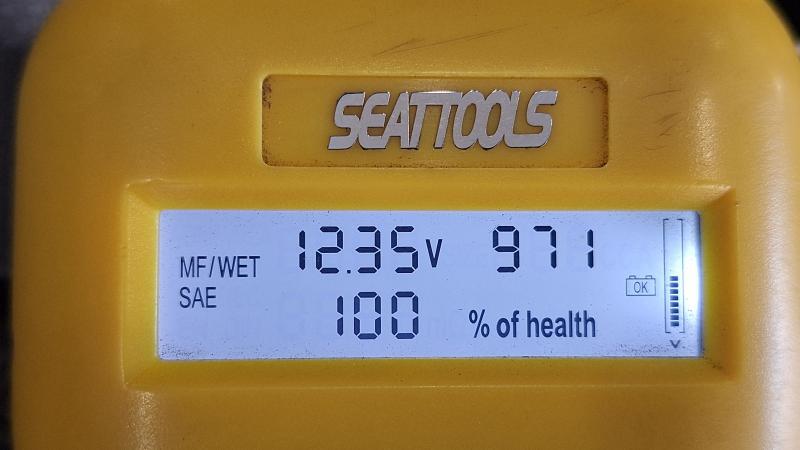 SEATTOOLS
MF/WET 12.35V 971
SAE 100 % of health
OK
V